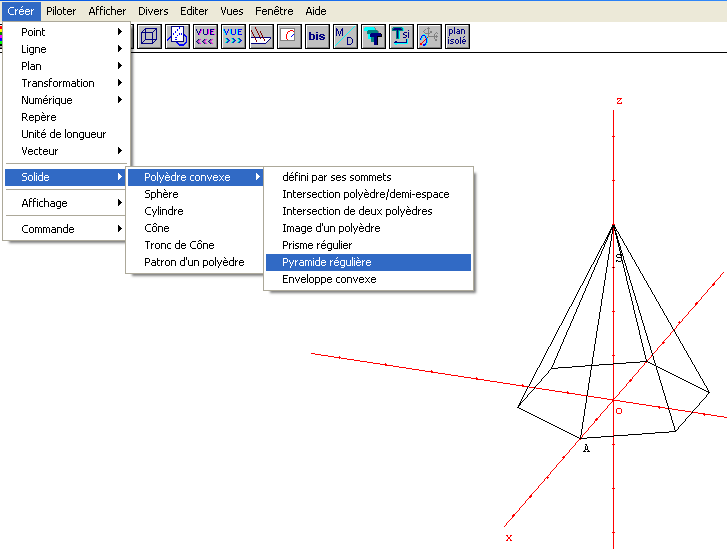 Créer Piloter Afficher Divers Editer Vues Fenêtre Aide
VUE <<< VUE >>> bis M/D Tsi plan isolé
Point
Ligne
Plan
Transformation
Numérique
Repère
Unité de longueur
Vecteur
Solide
Affichage
Commande
Polyèdre convexe
Sphère
Cylindre
Cône
Tronc de Cône
Patron d'un polyèdre
défini par ses sommets
Intersection polyèdre/demi-espace
Intersection de deux polyèdres
Image d'un polyèdre
Prisme régulier
Pyramide régulière
Enveloppe convexe
z
S
o
A
x